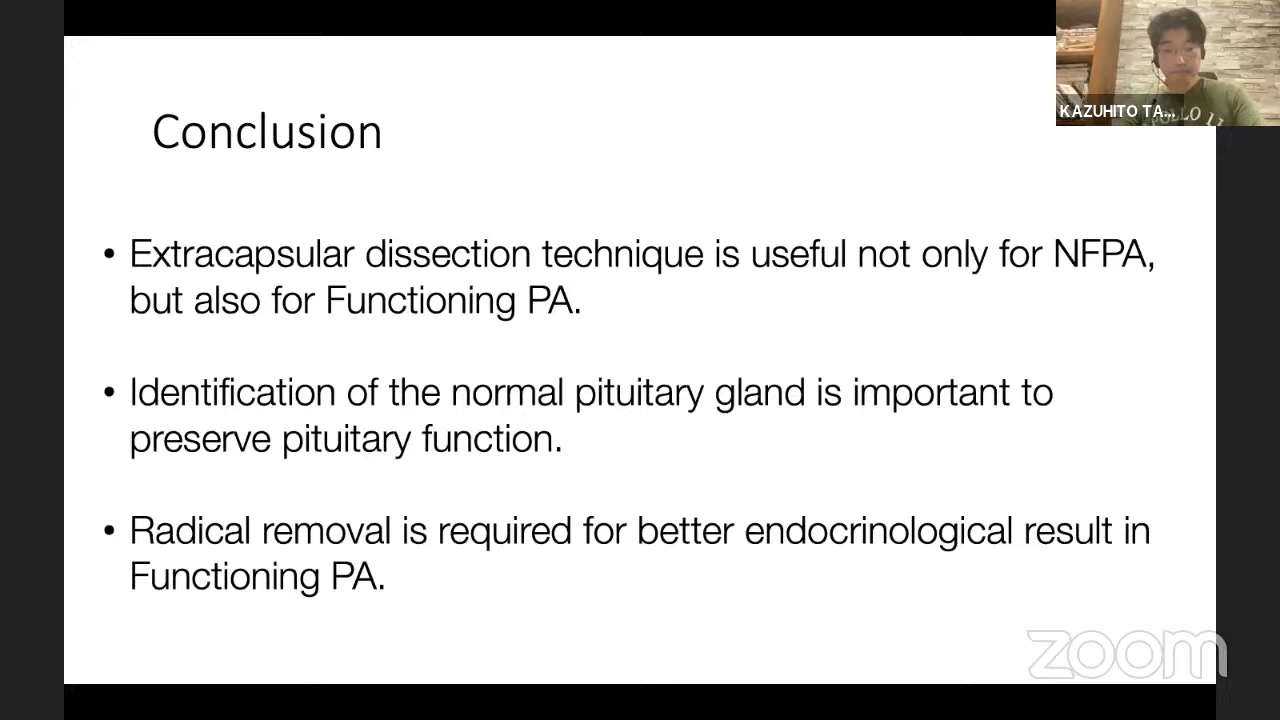 KAZUHITO TA...
Conclusion
• Extracapsular dissection technique is useful not only for NFPA,
but also for Functioning PA.
• Identification of the normal pituitary gland is important to
preserve pituitary function.
• Radical removal is required for better endocrinological result in
Functioning PA.
zoom